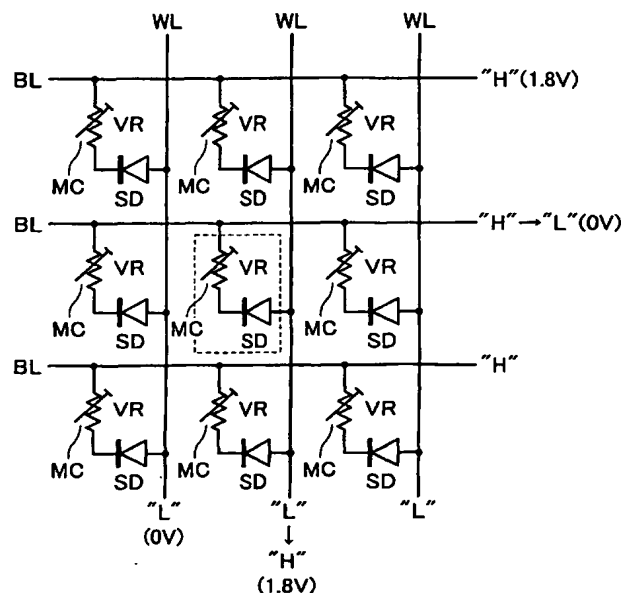 WL WL WL
BL "H"(1.8V)
VR VR VR
MC SD MC SD MC SD
BL "H"→"L"(0V)
VR VR VR
MC SD MC SD MC SD
BL "H"
VR VR VR
MC SD MC SD MC SD
"L" "L" "L"
(0V) ↓
"H"
(1.8V)